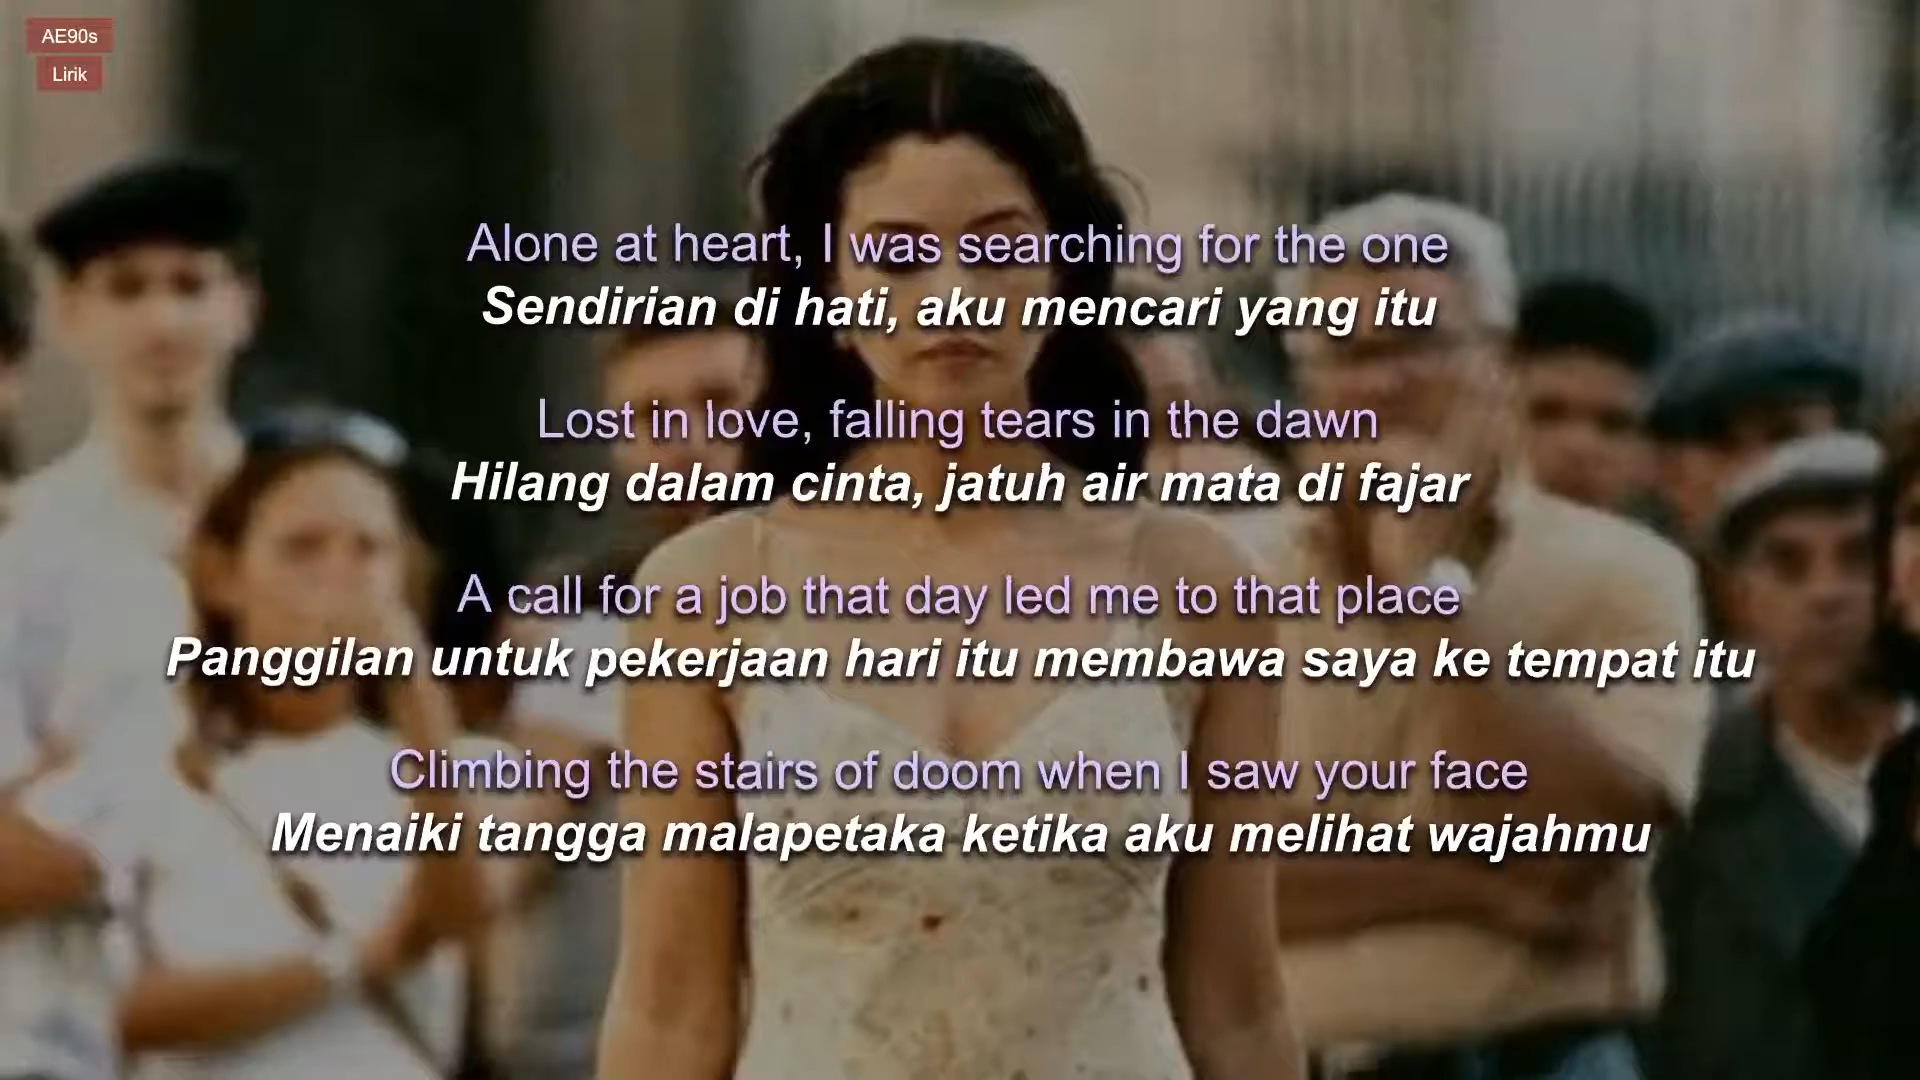 AE90s
Lirik
Alone at heart, I was searching for the one
Sendirian di hati, aku mencari yang itu
Lost in love, falling tears in the dawn
Hilang dalam cinta, jatuh air mata di fajar
A call for a job that day led me to that place
Panggilan untuk pekerjaan hari itu membawa saya ke tempat itu
Climbing the stairs of doom when I saw your face
Menaiki tangga malapetaka ketika aku melihat wajahmu